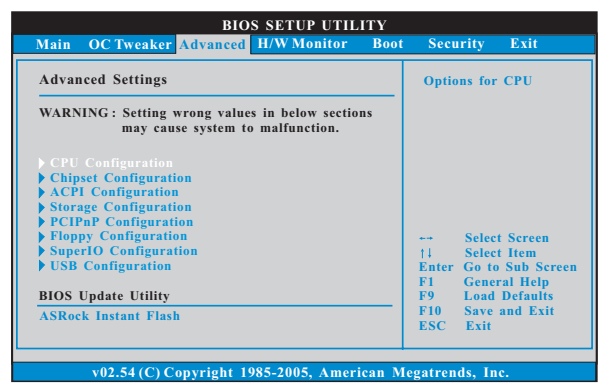 BIOS SETUP UTILITY
Main OC Tweaker Advanced H/W Monitor Boot Security Exit
Advanced Settings
WARNING : Setting wrong values in below sections
may cause system to malfunction.
CPU Configuration
Chipset Configuration
ACPI Configuration
Storage Configuration
PCIPnP Configuration
Floppy Configuration
SuperIO Configuration
USB Configuration
BIOS Update Utility
ASRock Instant Flash
Options for CPU
←→ Select Screen
↑↓ Select Item
Enter Go to Sub Screen
F1 General Help
F9 Load Defaults
F10 Save and Exit
ESC Exit
v02.54 (C) Copyright 1985-2005, American Megatrends, Inc.